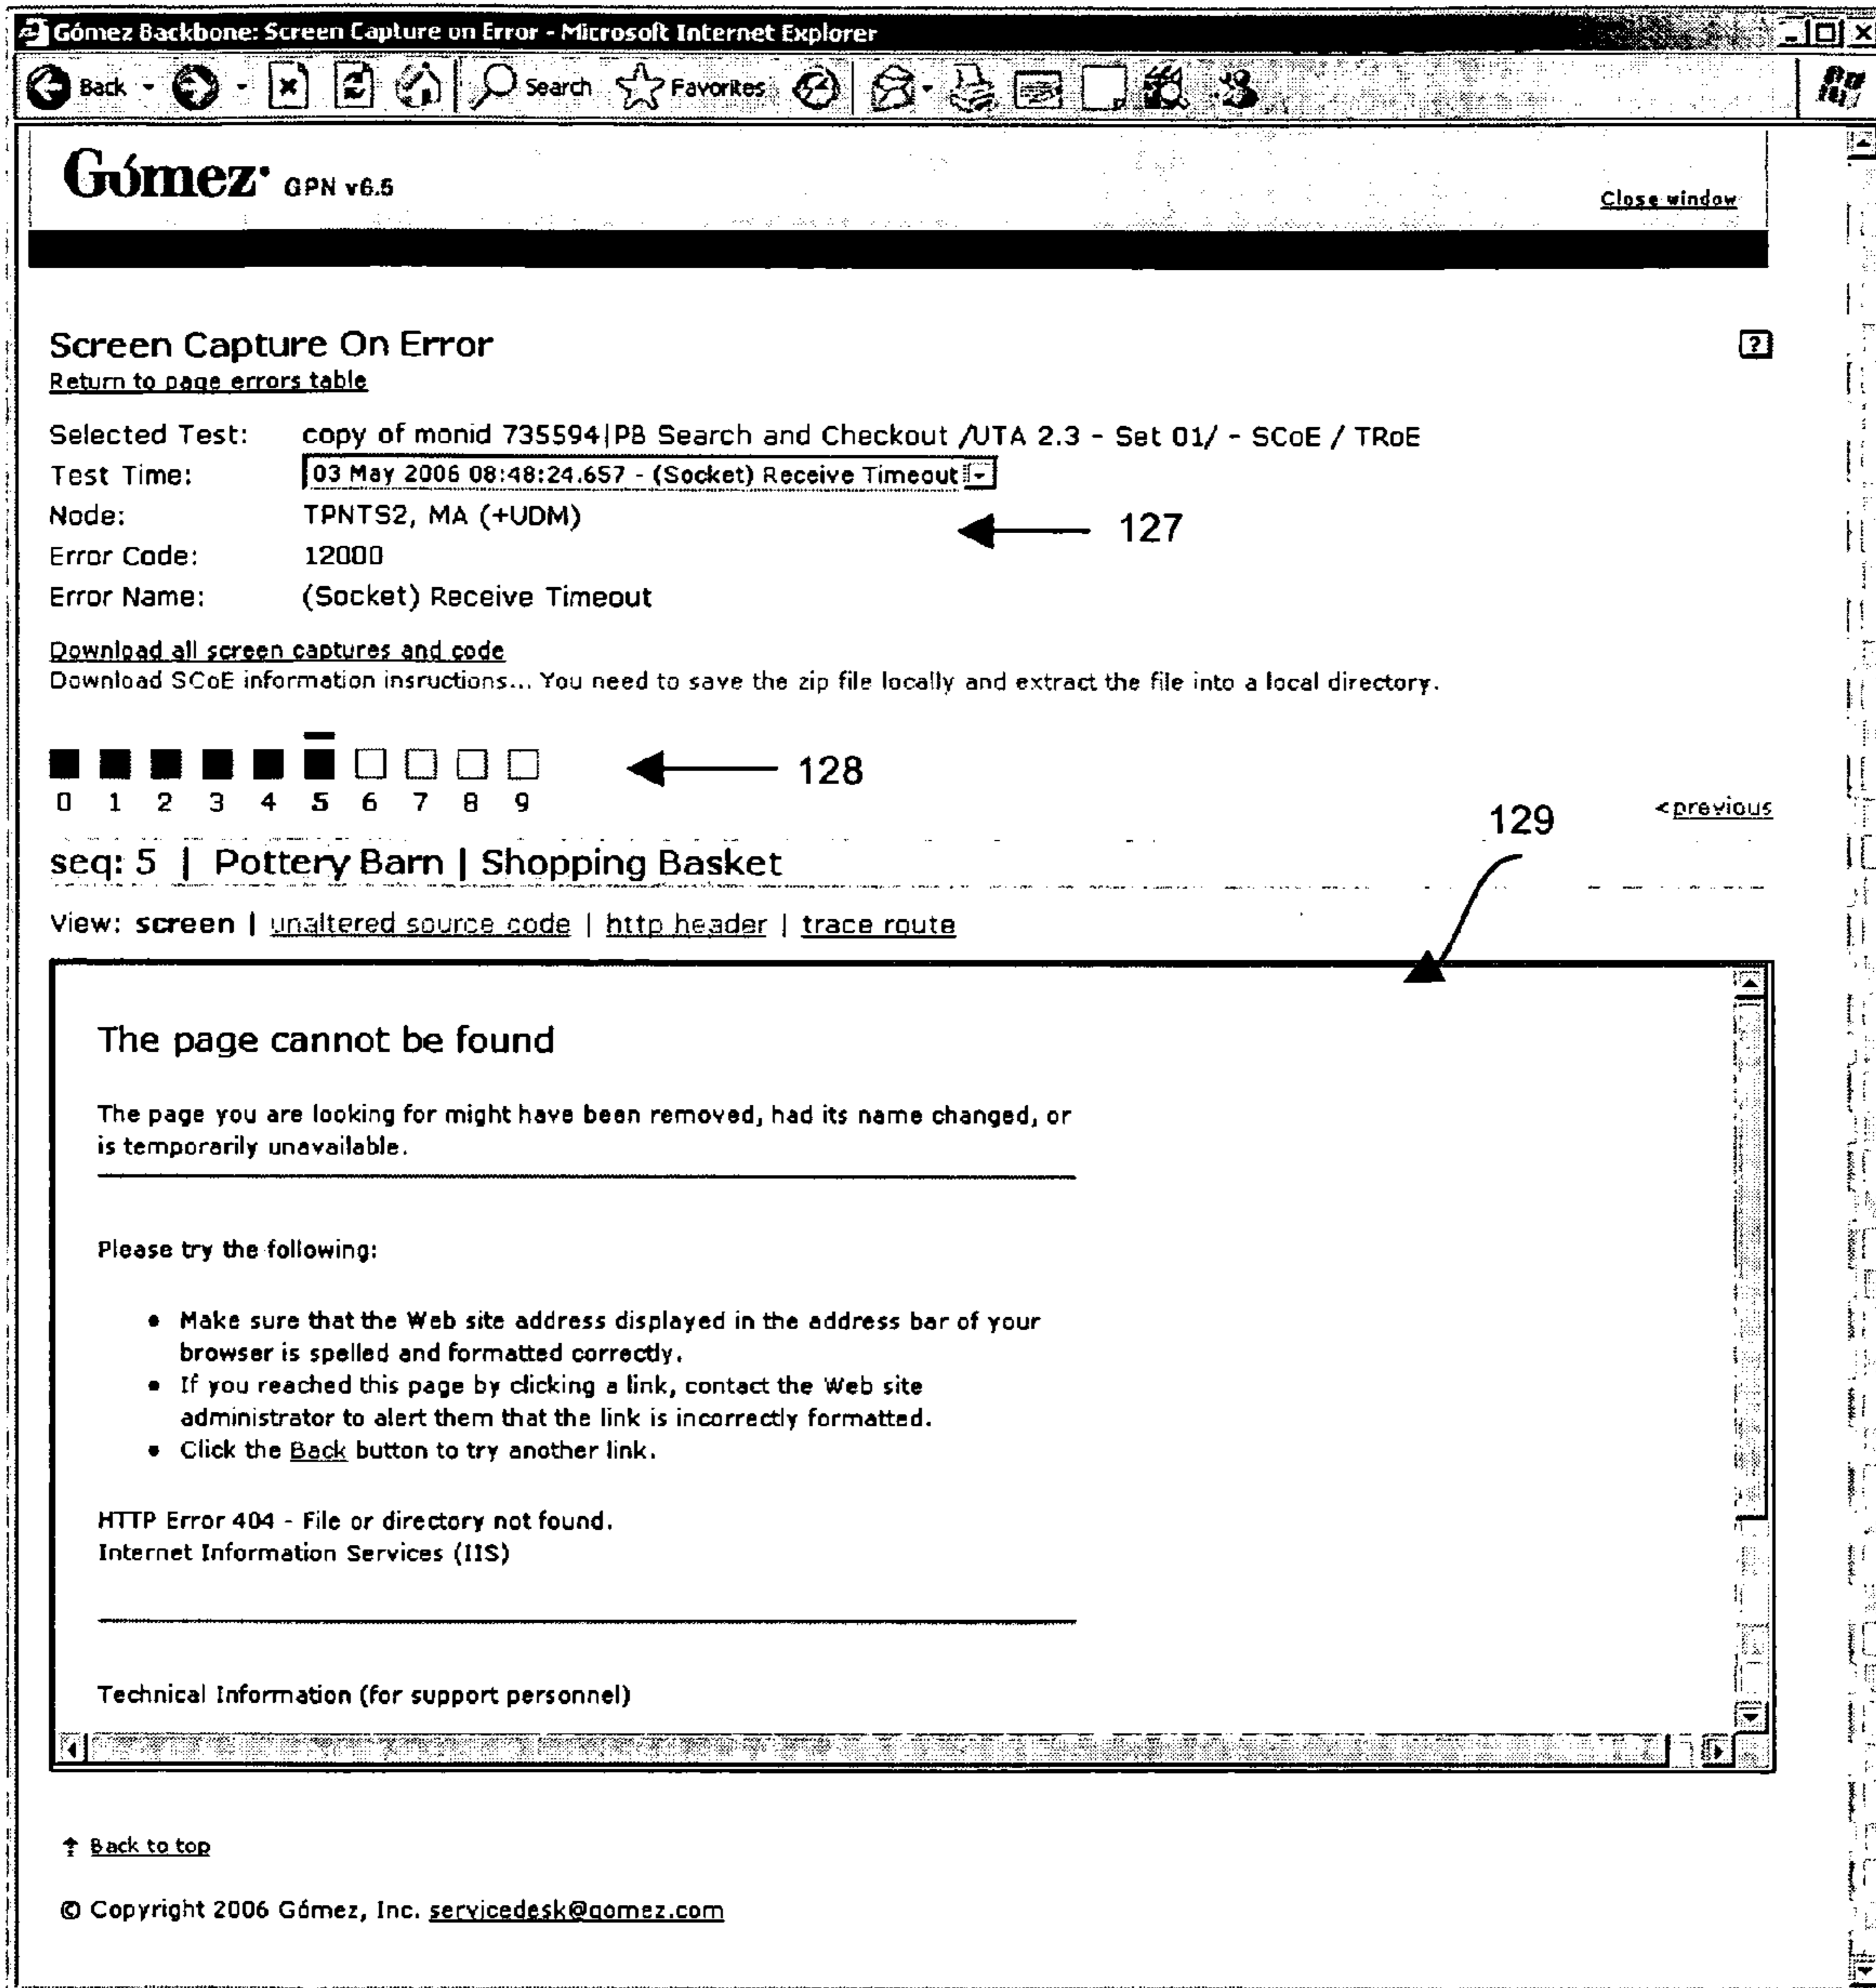 Gómez Backbone: Screen Capture on Error - Microsoft Internet Explorer
Back Search Favorites
Gómez GPN v6.5
Close window
Screen Capture On Error
?
Return to page errors table
Selected Test: copy of monid 735594|PB Search and Checkout /UTA 2.3 - Set 01/ - SCoE / TRoE
Test Time: 03 May 2006 08:48:24.657 - (Socket) Receive Timeout
Node: TPNTS2, MA (+UDM)
127
Error Code: 12000
Error Name: (Socket) Receive Timeout
Download all screen captures and code
Download SCoE information insructions... You need to save the zip file locally and extract the file into a local directory.
128
0 1 2 3 4 5 6 7 8 9
129
<previous
seq: 5 | Pottery Barn | Shopping Basket
View: screen | unaltered source code | http header | trace route
The page cannot be found
The page you are looking for might have been removed, had its name changed, or
is temporarily unavailable.
Please try the following:
• Make sure that the Web site address displayed in the address bar of your
browser is spelled and formatted correctly.
• If you reached this page by clicking a link, contact the Web site
administrator to alert them that the link is incorrectly formatted.
• Click the Back button to try another link.
HTTP Error 404 - File or directory not found.
Internet Information Services (IIS)
Technical Information (for support personnel)
Back to top
© Copyright 2006 Gómez, Inc. servicedesk@gomez.com